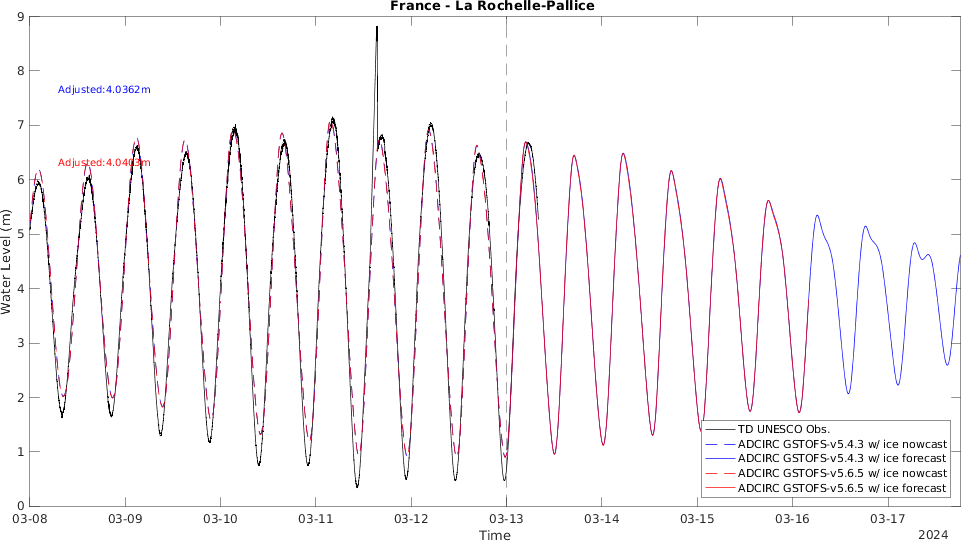 France - La Rochelle-Pallice
9
8
7
6
5
4
3
2
1
0
Water Level (m)
Adjusted:4.0362m
Adjusted:4.0403m
TD UNESCO Obs.
ADCIRC GSTOFS-v5.4.3 w/ ice nowcast
ADCIRC GSTOFS-v5.4.3 w/ ice forecast
ADCIRC GSTOFS-v5.6.5 w/ ice nowcast
ADCIRC GSTOFS-v5.6.5 w/ ice forecast
03-08 03-09 03-10 03-11 03-12 03-13 03-14 03-15 03-16 03-17
Time
2024